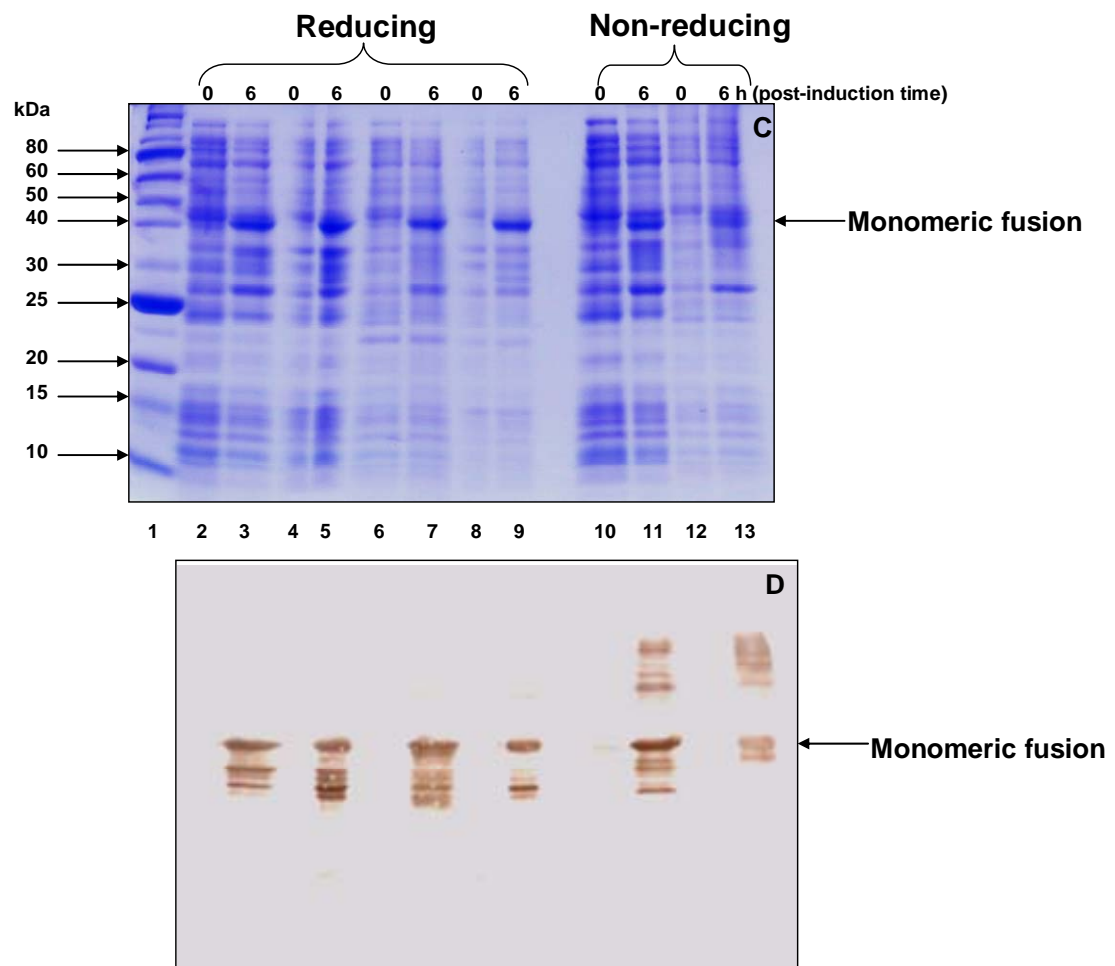 Reducing
Non-reducing
kDa
0 6 0 6 0 6 0 6 0 6 0 6 h (post-induction time)
C
80
60
50
40
30
25
20
15
10
Monomeric fusion
1 2 3 4 5 6 7 8 9 10 11 12 13
D
Monomeric fusion